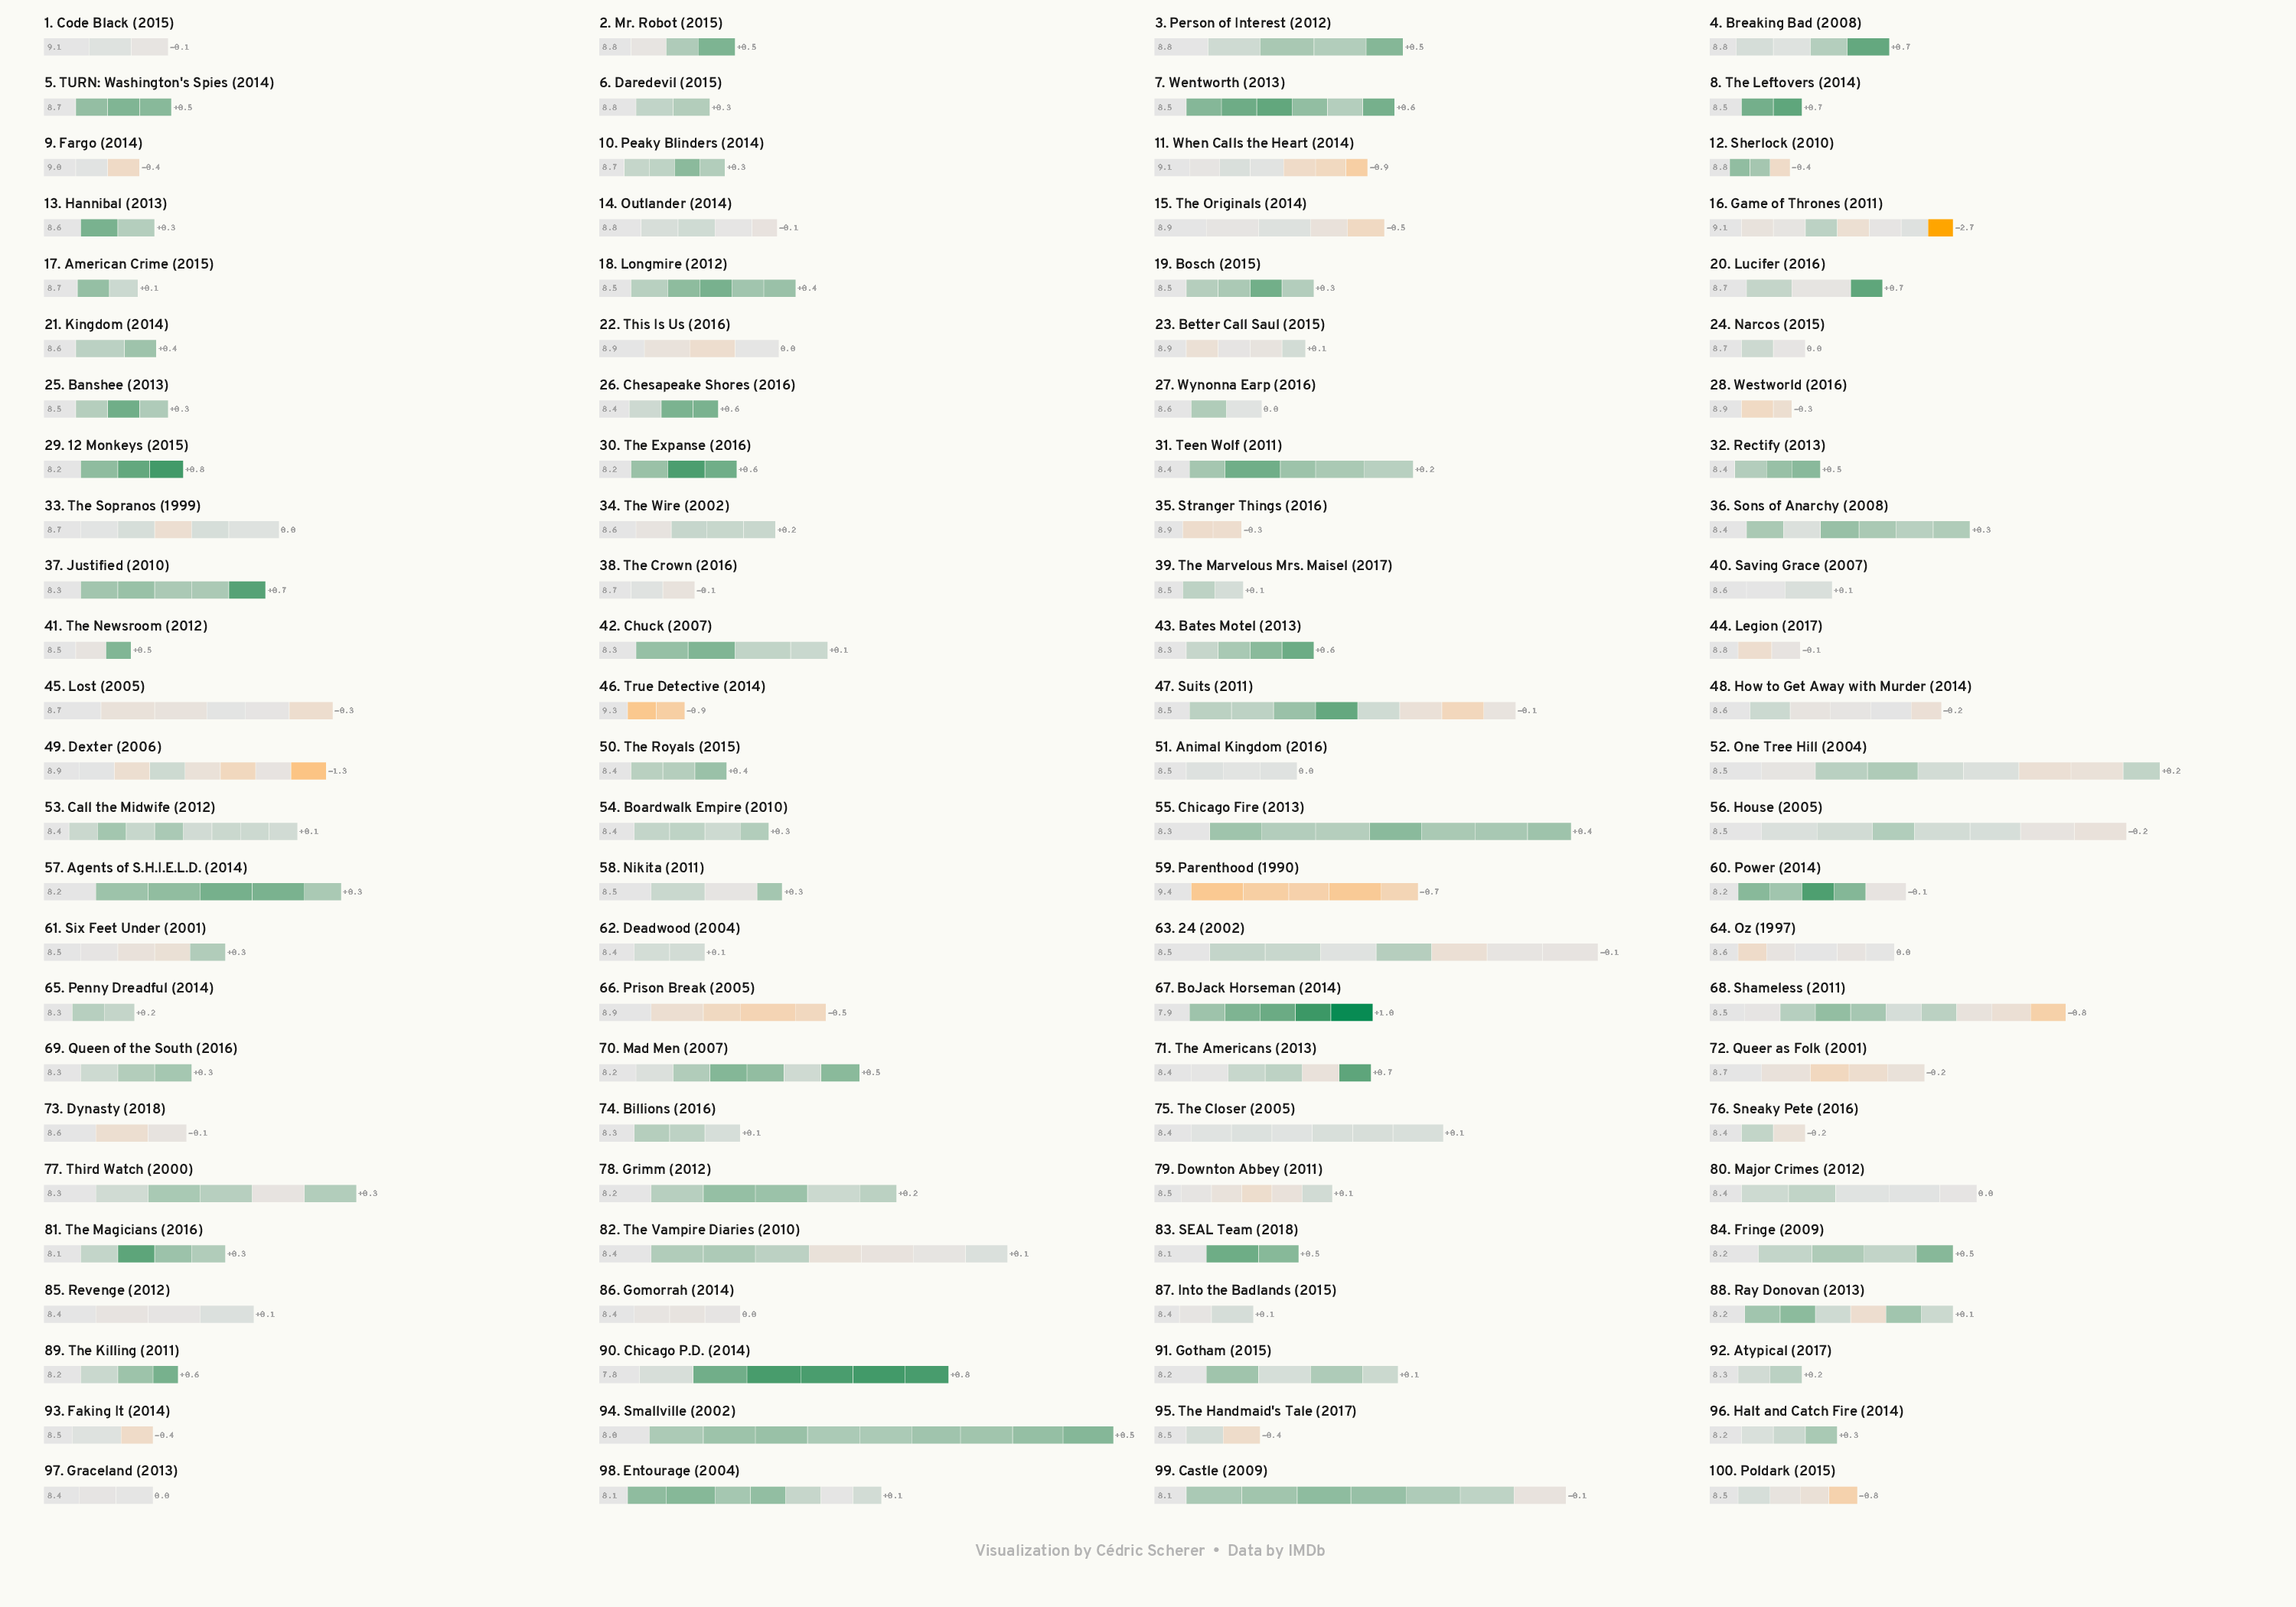 1. Code Black (2015) 2. Mr. Robot (2015) 3. Person of Interest (2012) 4. Breaking Bad (2008)
9.1 −0.1 8.8 +0.5 8.8 +0.5 8.8 +0.7
5. TURN: Washington's Spies (2014) 6. Daredevil (2015) 7. Wentworth (2013) 8. The Leftovers (2014)
8.7 +0.5 8.8 +0.3 8.5 +0.6 8.5 +0.7
9. Fargo (2014) 10. Peaky Blinders (2014) 11. When Calls the Heart (2014) 12. Sherlock (2010)
9.0 −0.4 8.7 +0.3 9.1 −0.9 8.8 −0.4
13. Hannibal (2013) 14. Outlander (2014) 15. The Originals (2014) 16. Game of Thrones (2011)
8.6 +0.3 8.8 −0.1 8.9 −0.5 9.1 −2.7
17. American Crime (2015) 18. Longmire (2012) 19. Bosch (2015) 20. Lucifer (2016)
8.7 +0.1 8.5 +0.4 8.5 +0.3 8.7 +0.7
21. Kingdom (2014) 22. This Is Us (2016) 23. Better Call Saul (2015) 24. Narcos (2015)
8.6 +0.4 8.9 0.0 8.9 +0.1 8.7 0.0
25. Banshee (2013) 26. Chesapeake Shores (2016) 27. Wynonna Earp (2016) 28. Westworld (2016)
8.5 +0.3 8.4 +0.6 8.6 0.0 8.9 −0.3
29. 12 Monkeys (2015) 30. The Expanse (2016) 31. Teen Wolf (2011) 32. Rectify (2013)
8.2 +0.8 8.2 +0.6 8.4 +0.2 8.4 +0.5
33. The Sopranos (1999) 34. The Wire (2002) 35. Stranger Things (2016) 36. Sons of Anarchy (2008)
8.7 0.0 8.6 +0.2 8.9 −0.3 8.4 +0.3
37. Justified (2010) 38. The Crown (2016) 39. The Marvelous Mrs. Maisel (2017) 40. Saving Grace (2007)
8.3 +0.7 8.7 −0.1 8.5 +0.1 8.6 +0.1
41. The Newsroom (2012) 42. Chuck (2007) 43. Bates Motel (2013) 44. Legion (2017)
8.5 +0.5 8.3 +0.1 8.3 +0.6 8.8 −0.1
45. Lost (2005) 46. True Detective (2014) 47. Suits (2011) 48. How to Get Away with Murder (2014)
8.7 −0.3 9.3 −0.9 8.5 −0.1 8.6 −0.2
49. Dexter (2006) 50. The Royals (2015) 51. Animal Kingdom (2016) 52. One Tree Hill (2004)
8.9 −1.3 8.4 +0.4 8.5 0.0 8.5 +0.2
53. Call the Midwife (2012) 54. Boardwalk Empire (2010) 55. Chicago Fire (2013) 56. House (2005)
8.4 +0.1 8.4 +0.3 8.3 +0.4 8.5 −0.2
57. Agents of S.H.I.E.L.D. (2014) 58. Nikita (2011) 59. Parenthood (1990) 60. Power (2014)
8.2 +0.3 8.5 +0.3 9.4 −0.7 8.2 −0.1
61. Six Feet Under (2001) 62. Deadwood (2004) 63. 24 (2002) 64. Oz (1997)
8.5 +0.3 8.4 +0.1 8.5 −0.1 8.6 0.0
65. Penny Dreadful (2014) 66. Prison Break (2005) 67. BoJack Horseman (2014) 68. Shameless (2011)
8.3 +0.2 8.9 −0.5 7.9 +1.0 8.5 −0.8
69. Queen of the South (2016) 70. Mad Men (2007) 71. The Americans (2013) 72. Queer as Folk (2001)
8.3 +0.3 8.2 +0.5 8.4 +0.7 8.7 −0.2
73. Dynasty (2018) 74. Billions (2016) 75. The Closer (2005) 76. Sneaky Pete (2016)
8.6 −0.1 8.3 +0.1 8.4 +0.1 8.4 −0.2
77. Third Watch (2000) 78. Grimm (2012) 79. Downton Abbey (2011) 80. Major Crimes (2012)
8.3 +0.3 8.2 +0.2 8.5 +0.1 8.4 0.0
81. The Magicians (2016) 82. The Vampire Diaries (2010) 83. SEAL Team (2018) 84. Fringe (2009)
8.1 +0.3 8.4 +0.1 8.1 +0.5 8.2 +0.5
85. Revenge (2012) 86. Gomorrah (2014) 87. Into the Badlands (2015) 88. Ray Donovan (2013)
8.4 +0.1 8.4 0.0 8.4 +0.1 8.2 +0.1
89. The Killing (2011) 90. Chicago P.D. (2014) 91. Gotham (2015) 92. Atypical (2017)
8.2 +0.6 7.8 +0.8 8.2 +0.1 8.3 +0.2
93. Faking It (2014) 94. Smallville (2002) 95. The Handmaid's Tale (2017) 96. Halt and Catch Fire (2014)
8.5 −0.4 8.0 +0.5 8.5 −0.4 8.2 +0.3
97. Graceland (2013) 98. Entourage (2004) 99. Castle (2009) 100. Poldark (2015)
8.4 0.0 8.1 +0.1 8.1 −0.1 8.5 −0.8
Visualization by Cédric Scherer • Data by IMDb